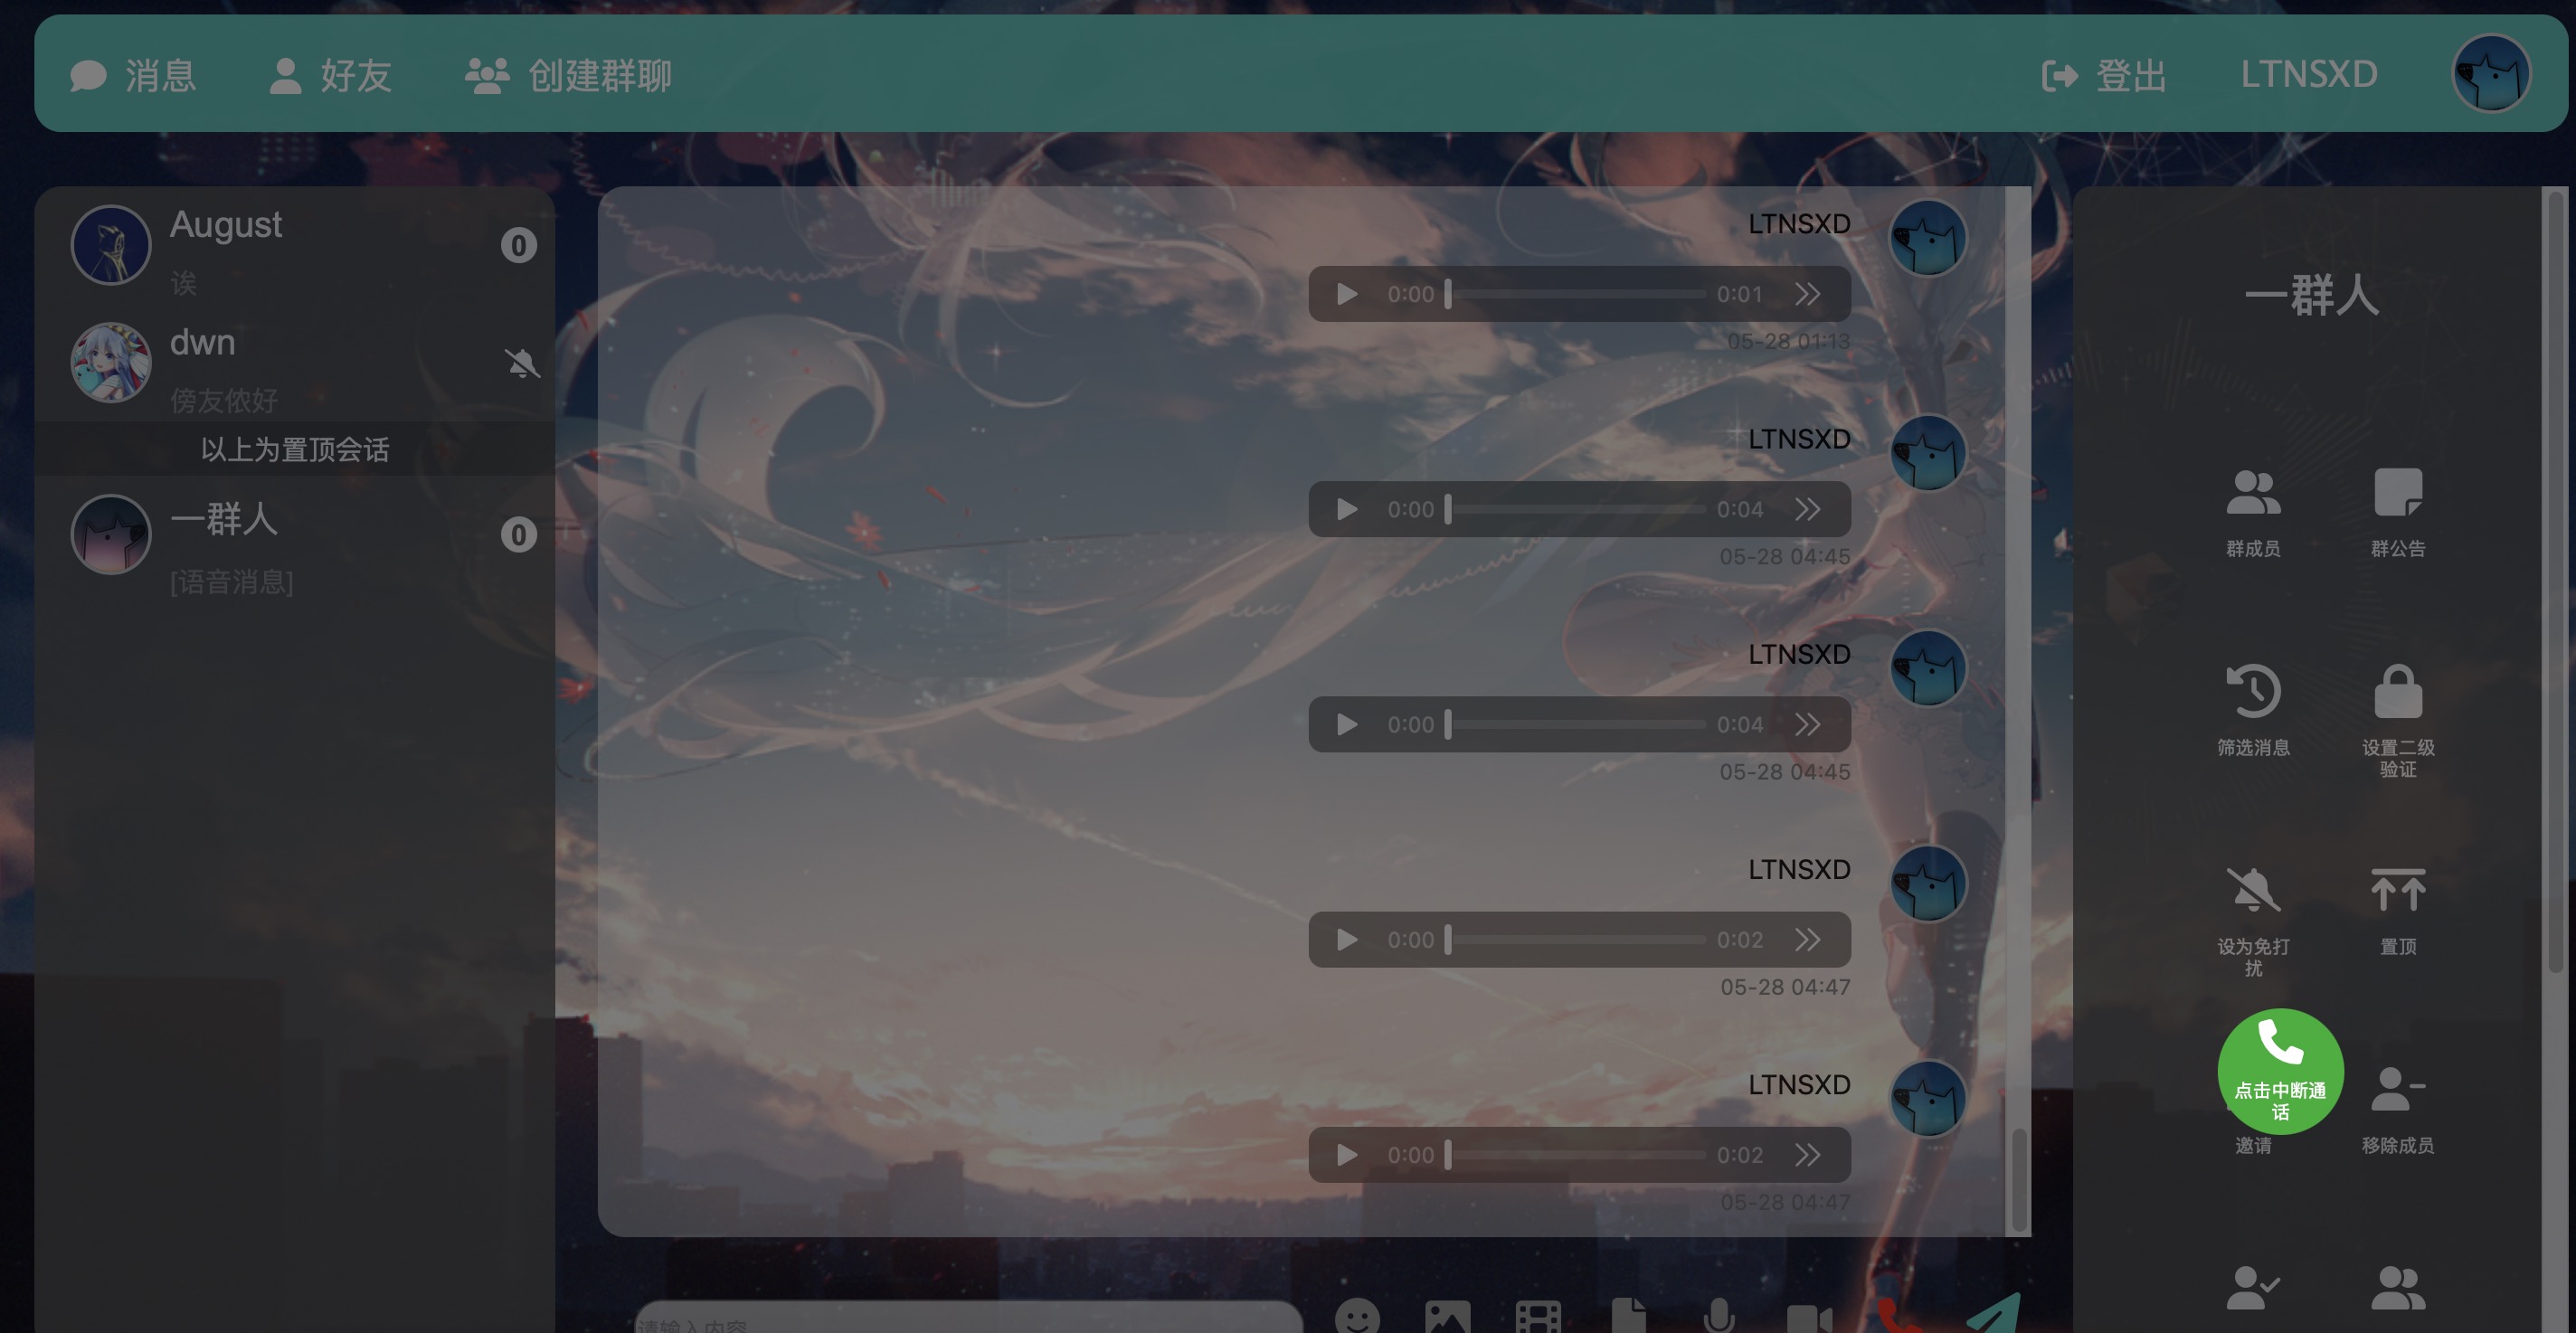 消息
好友
创建群聊
登出
LTNSXD
August
0
诶
dwn
傍友侬好
以上为置顶会话
一群人
0
[语音消息]
LTNSXD
0:00
0:01
05-28 01:13
LTNSXD
0:00
0:04
05-28 04:45
LTNSXD
0:00
0:04
05-28 04:45
LTNSXD
0:00
0:02
05-28 04:47
LTNSXD
0:00
0:02
05-28 04:47
请输入内容
一群人
群成员
群公告
筛选消息
设置二级
验证
设为免打
扰
置顶
点击中断通
话
邀请
移除成员